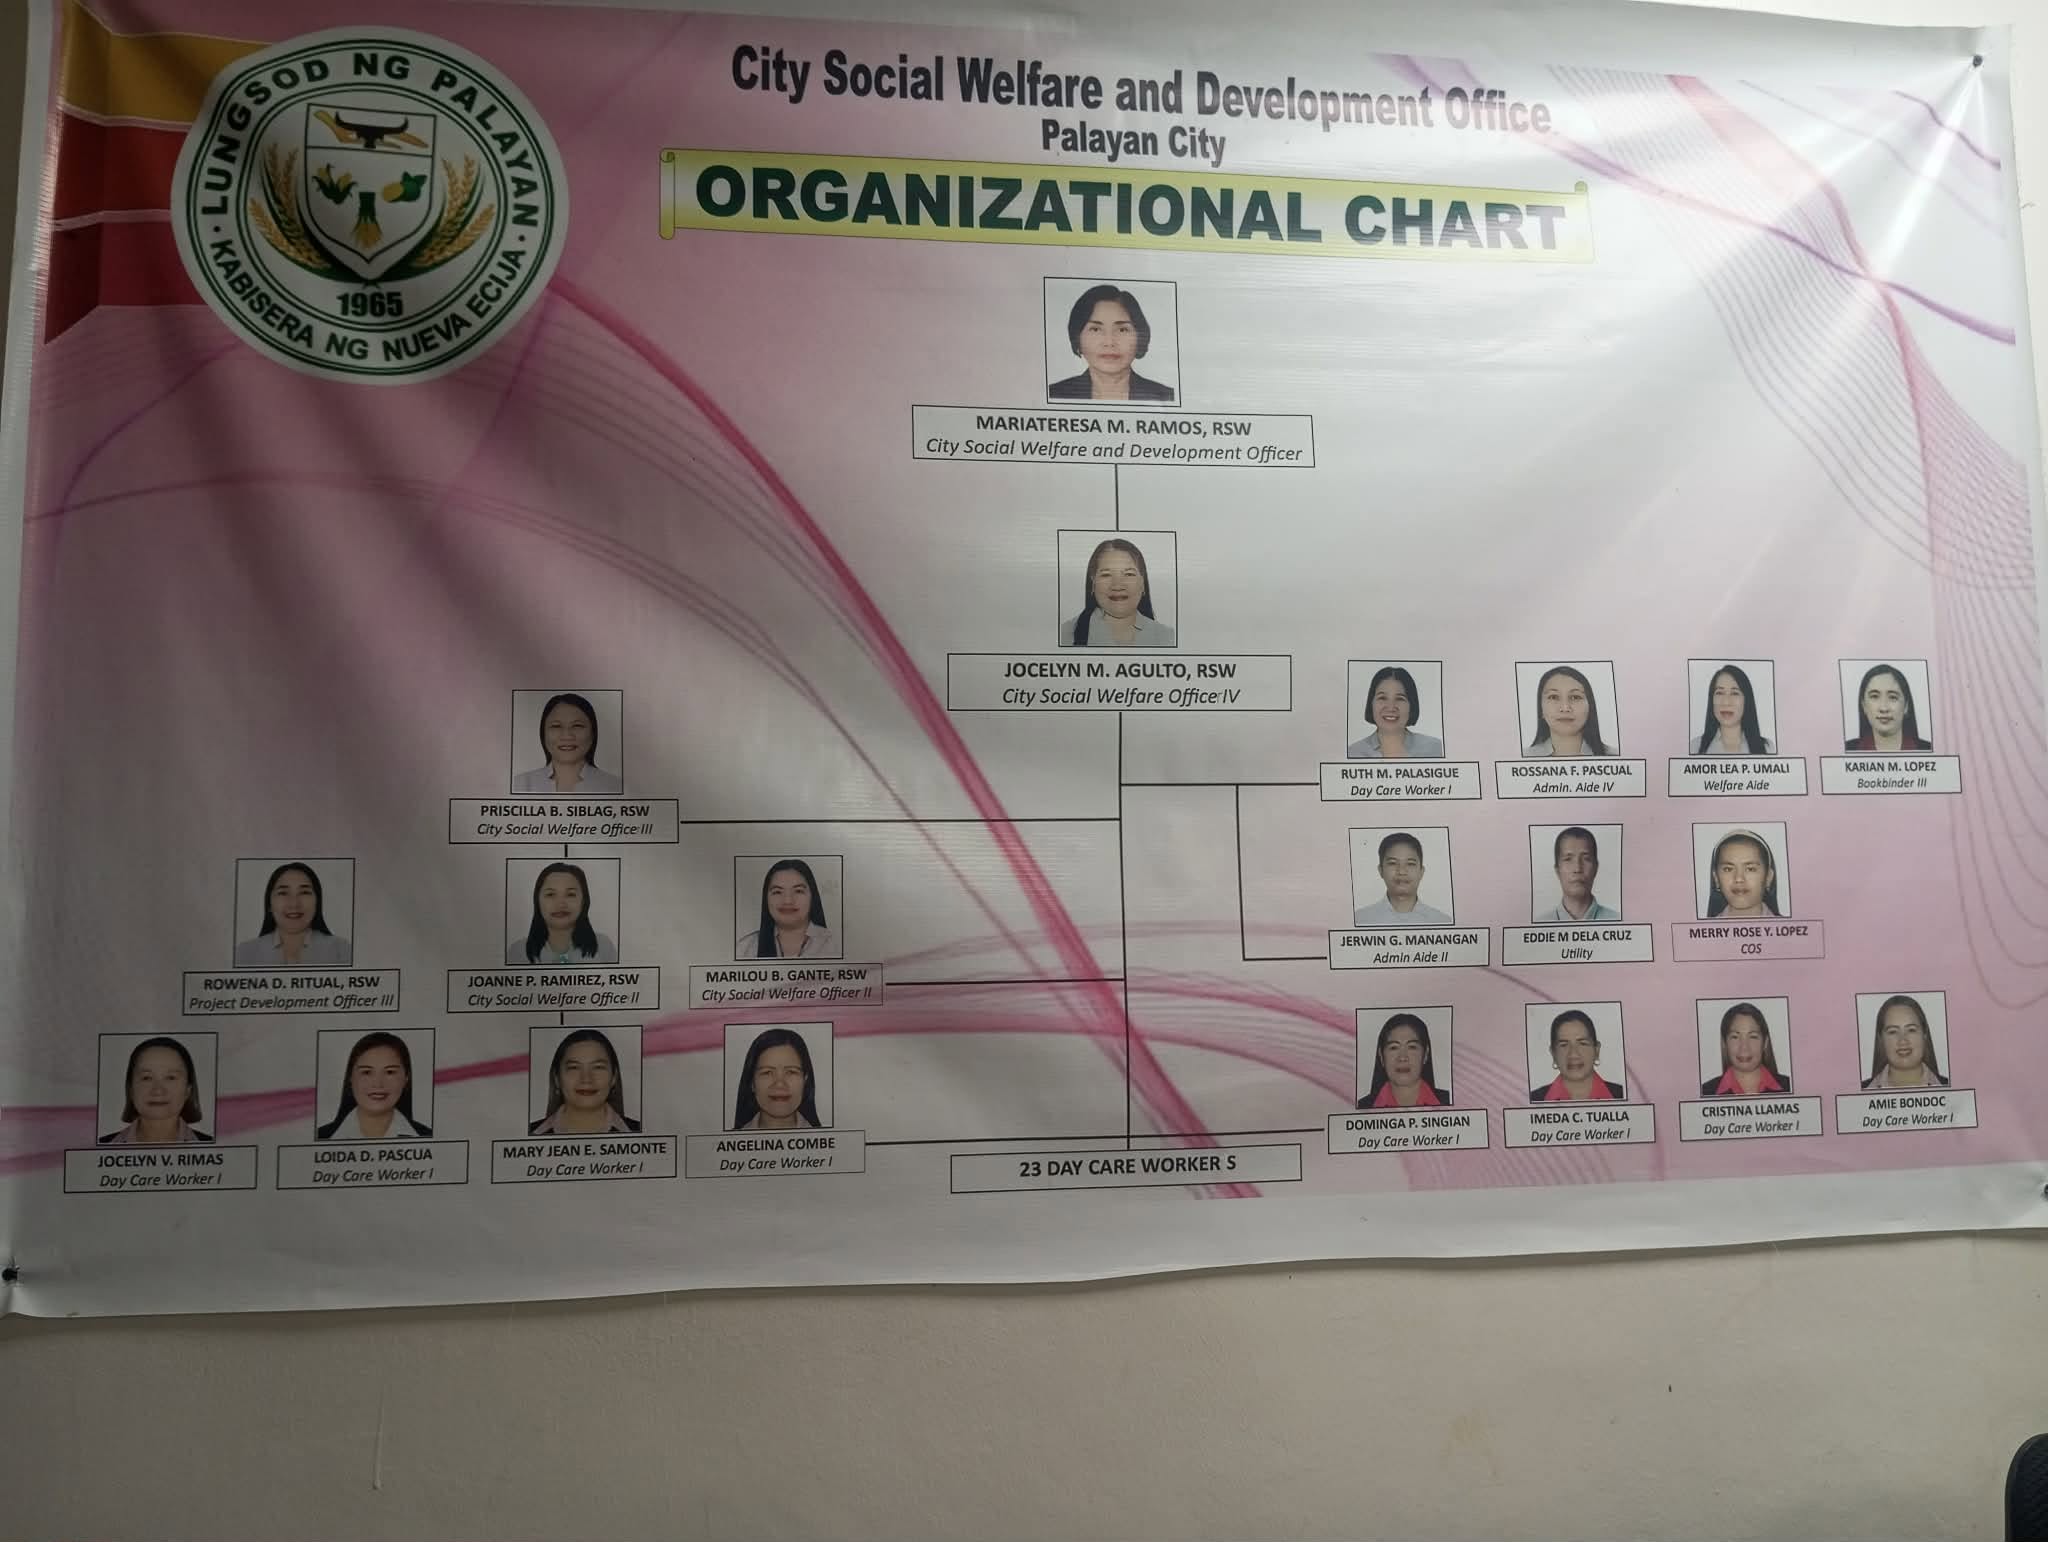 LUNGSOD NG PALAYAN
KABISERA NG NUEVA ECIJA
1965
City Social Welfare and Development Office
Palayan City
ORGANIZATIONAL CHART
MARIATERESA M. RAMOS, RSW
City Social Welfare and Development Officer
JOCELYN M. AGULTO, RSW
City Social Welfare Officer IV
PRISCILLA B. SIBLAG, RSW
City Social Welfare Officer III
RUTH M. PALASIGUE
Day Care Worker I
ROSSANA F. PASCUAL
Admin. Aide IV
AMOR LEA P. UMALI
Welfare Aide
KARIAN M. LOPEZ
Bookbinder III
ROWENA D. RITUAL, RSW
Project Development Officer III
JOANNE P. RAMIREZ, RSW
City Social Welfare Officer II
MARILOU B. GANTE, RSW
City Social Welfare Officer II
JERWIN G. MANANGAN
Admin Aide II
EDDIE M DELA CRUZ
Utility
MERRY ROSE Y. LOPEZ
COS
JOCELYN V. RIMAS
Day Care Worker I
LOIDA D. PASCUA
Day Care Worker I
MARY JEAN E. SAMONTE
Day Care Worker I
ANGELINA COMBE
Day Care Worker I
23 DAY CARE WORKER S
DOMINGA P. SINGIAN
Day Care Worker I
IMEDA C. TUALLA
Day Care Worker I
CRISTINA LLAMAS
Day Care Worker I
AMIE BONDOC
Day Care Worker I